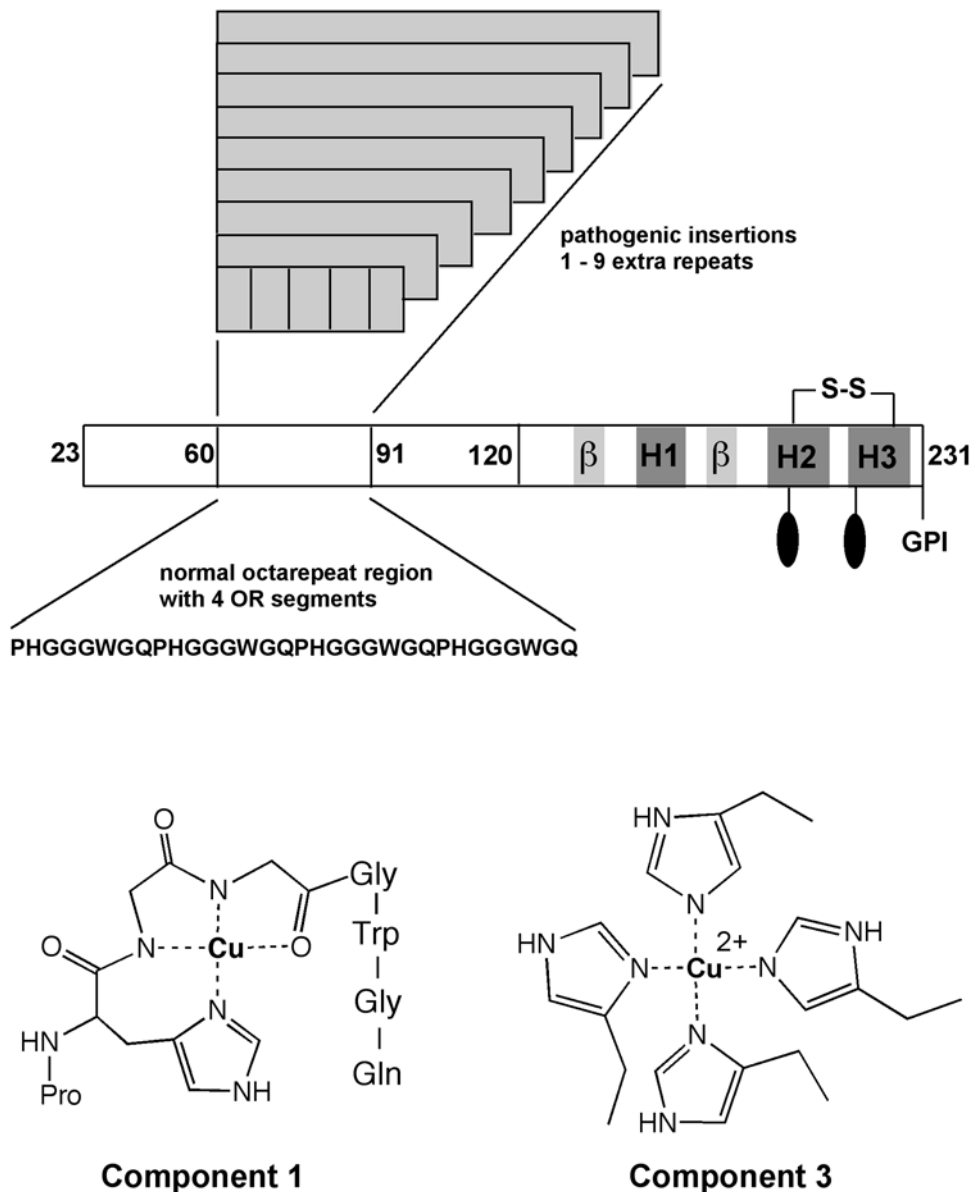 pathogenic insertions
1 - 9 extra repeats
S-S
23
60
91
120
β
H1
β
H2
H3
231
GPI
normal octarepeat region
with 4 OR segments
PHGGGWGQPHGGGWGQPHGGGWGQPHGGGWGQ
O
O
N
Gly
N
Cu
O
Trp
N
Gly
HN
NH
Gln
Pro
HN
N
HN
N
Cu
2+
N
NH
N
HN
Component 1
Component 3